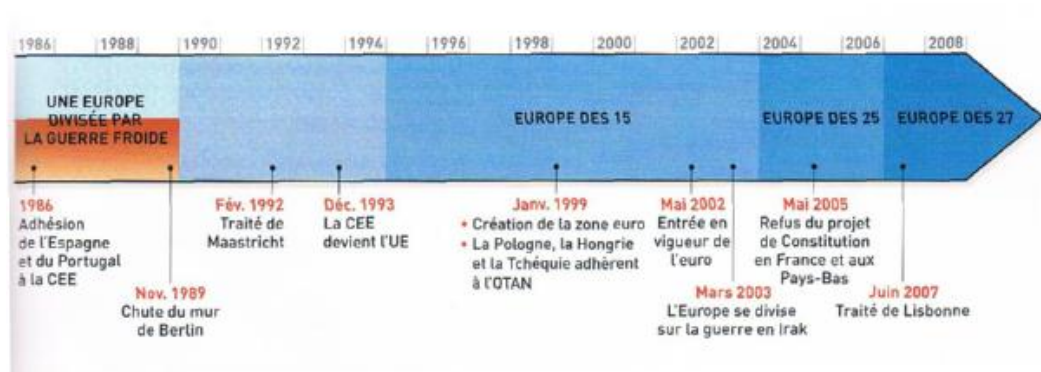 1986 1988 1990 1992 1994 1996 1998 2000 2002 2004 2006 2008
UNE EUROPE
DIVISÉE PAR
LA GUERRE FROIDE
EUROPE DES 15
EUROPE DES 25
EUROPE DES 27
1986
Adhésion
de l'Espagne
et du Portugal
à la CEE
Nov. 1989
Chute du mur
de Berlin
Fév. 1992
Traité de
Maastricht
Déc. 1993
La CEE
devient l'UE
Janv. 1999
• Création de la zone euro
• La Pologne, la Hongrie
et la Tchéquie adhèrent
à l'OTAN
Mai 2002
Entrée en
vigueur de
l'euro
Mars 2003
L'Europe se divise
sur la guerre en Irak
Mai 2005
Refus du projet
de Constitution
en France et aux
Pays-Bas
Juin 2007
Traité de Lisbonne